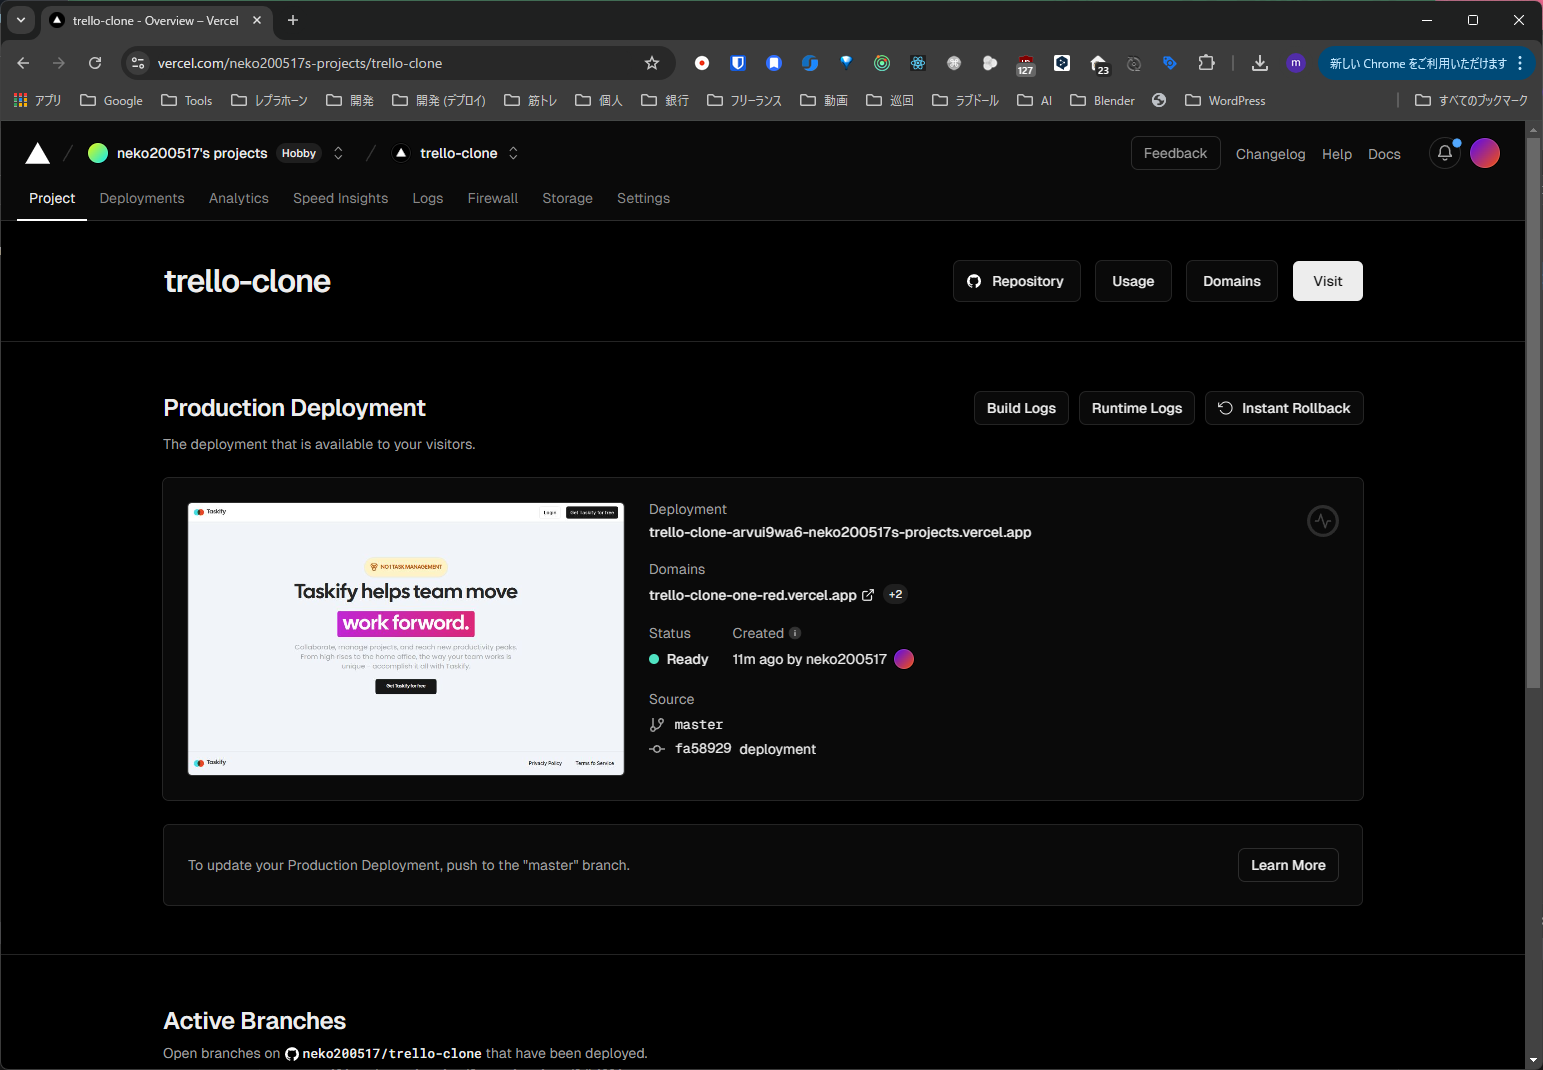 trello-clone - Overview – Vercel
vercel.com/neko200517s-projects/trello-clone
127
23
m
新しい Chrome をご利用いただけます
アプリ
Google
Tools
レプラホーン
開発
開発 (デプロイ)
筋トレ
個人
銀行
フリーランス
動画
巡回
ラブドール
AI
Blender
WordPress
すべてのブックマーク
neko200517's projects
Hobby
trello-clone
Feedback
Changelog
Help
Docs
Project
Deployments
Analytics
Speed Insights
Logs
Firewall
Storage
Settings
trello-clone
Repository
Usage
Domains
Visit
Production Deployment
Build Logs
Runtime Logs
Instant Rollback
The deployment that is available to your visitors.
Taskify
Login
Get Taskify for free
NO 1 TASK MANAGEMENT
Taskify helps team move
work forword.
Collaborate, manage projects, and reach new productivity peaks.
From high rises to the home office, the way your team works is
unique - accomplish it all with Taskify.
Get Taskify for free
Taskify
Privaciy Policy
Terms fo Service
Deployment
trello-clone-arvui9wa6-neko200517s-projects.vercel.app
Domains
trello-clone-one-red.vercel.app
+2
Status
Created
Ready
11m ago by neko200517
Source
master
fa58929 deployment
To update your Production Deployment, push to the "master" branch.
Learn More
Active Branches
Open branches on neko200517/trello-clone that have been deployed.